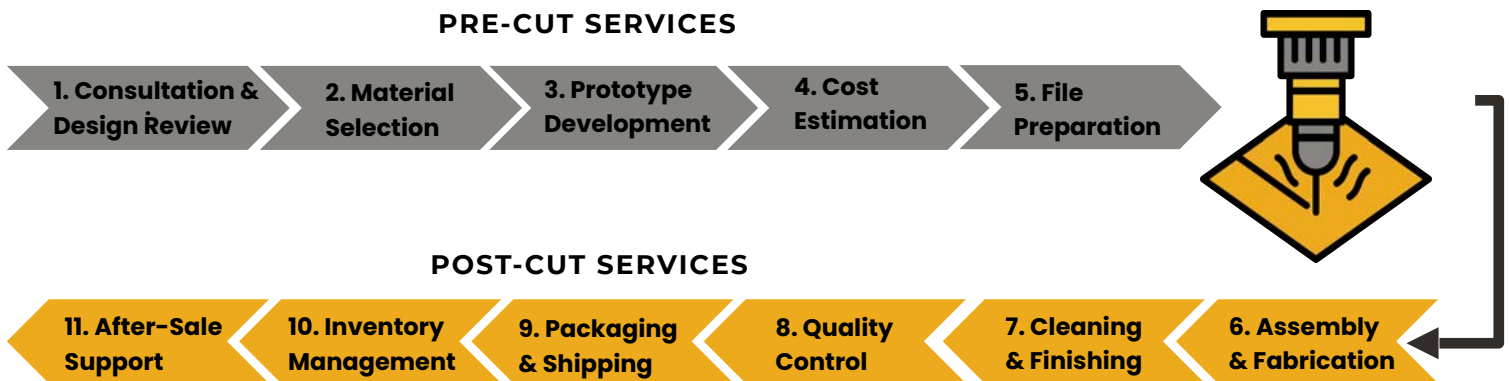 PRE-CUT SERVICES
1. Consultation &
Design Review
2. Material
Selection
3. Prototype
Development
4. Cost
Estimation
5. File
Preparation
POST-CUT SERVICES
11. After-Sale
Support
10. Inventory
Management
9. Packaging
& Shipping
8. Quality
Control
7. Cleaning
& Finishing
6. Assembly
& Fabrication